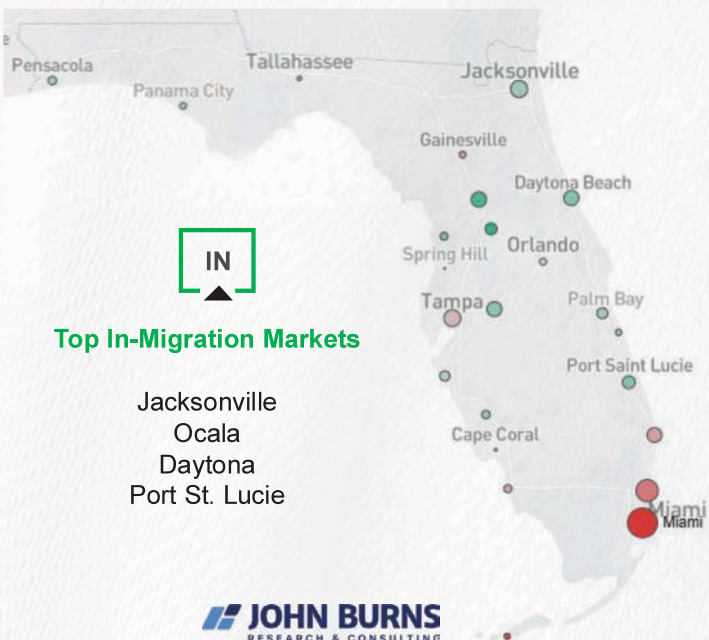 e
Pensacola
Tallahassee
Jacksonville
Panama City
Gainesville
Daytona Beach
Spring Hill
Orlando
Tampa
Palm Bay
Port Saint Lucie
Cape Coral
Miami
Miami
IN
Top In-Migration Markets
Jacksonville
Ocala
Daytona
Port St. Lucie
JOHN BURNS
RESEARCH & CONSULTING